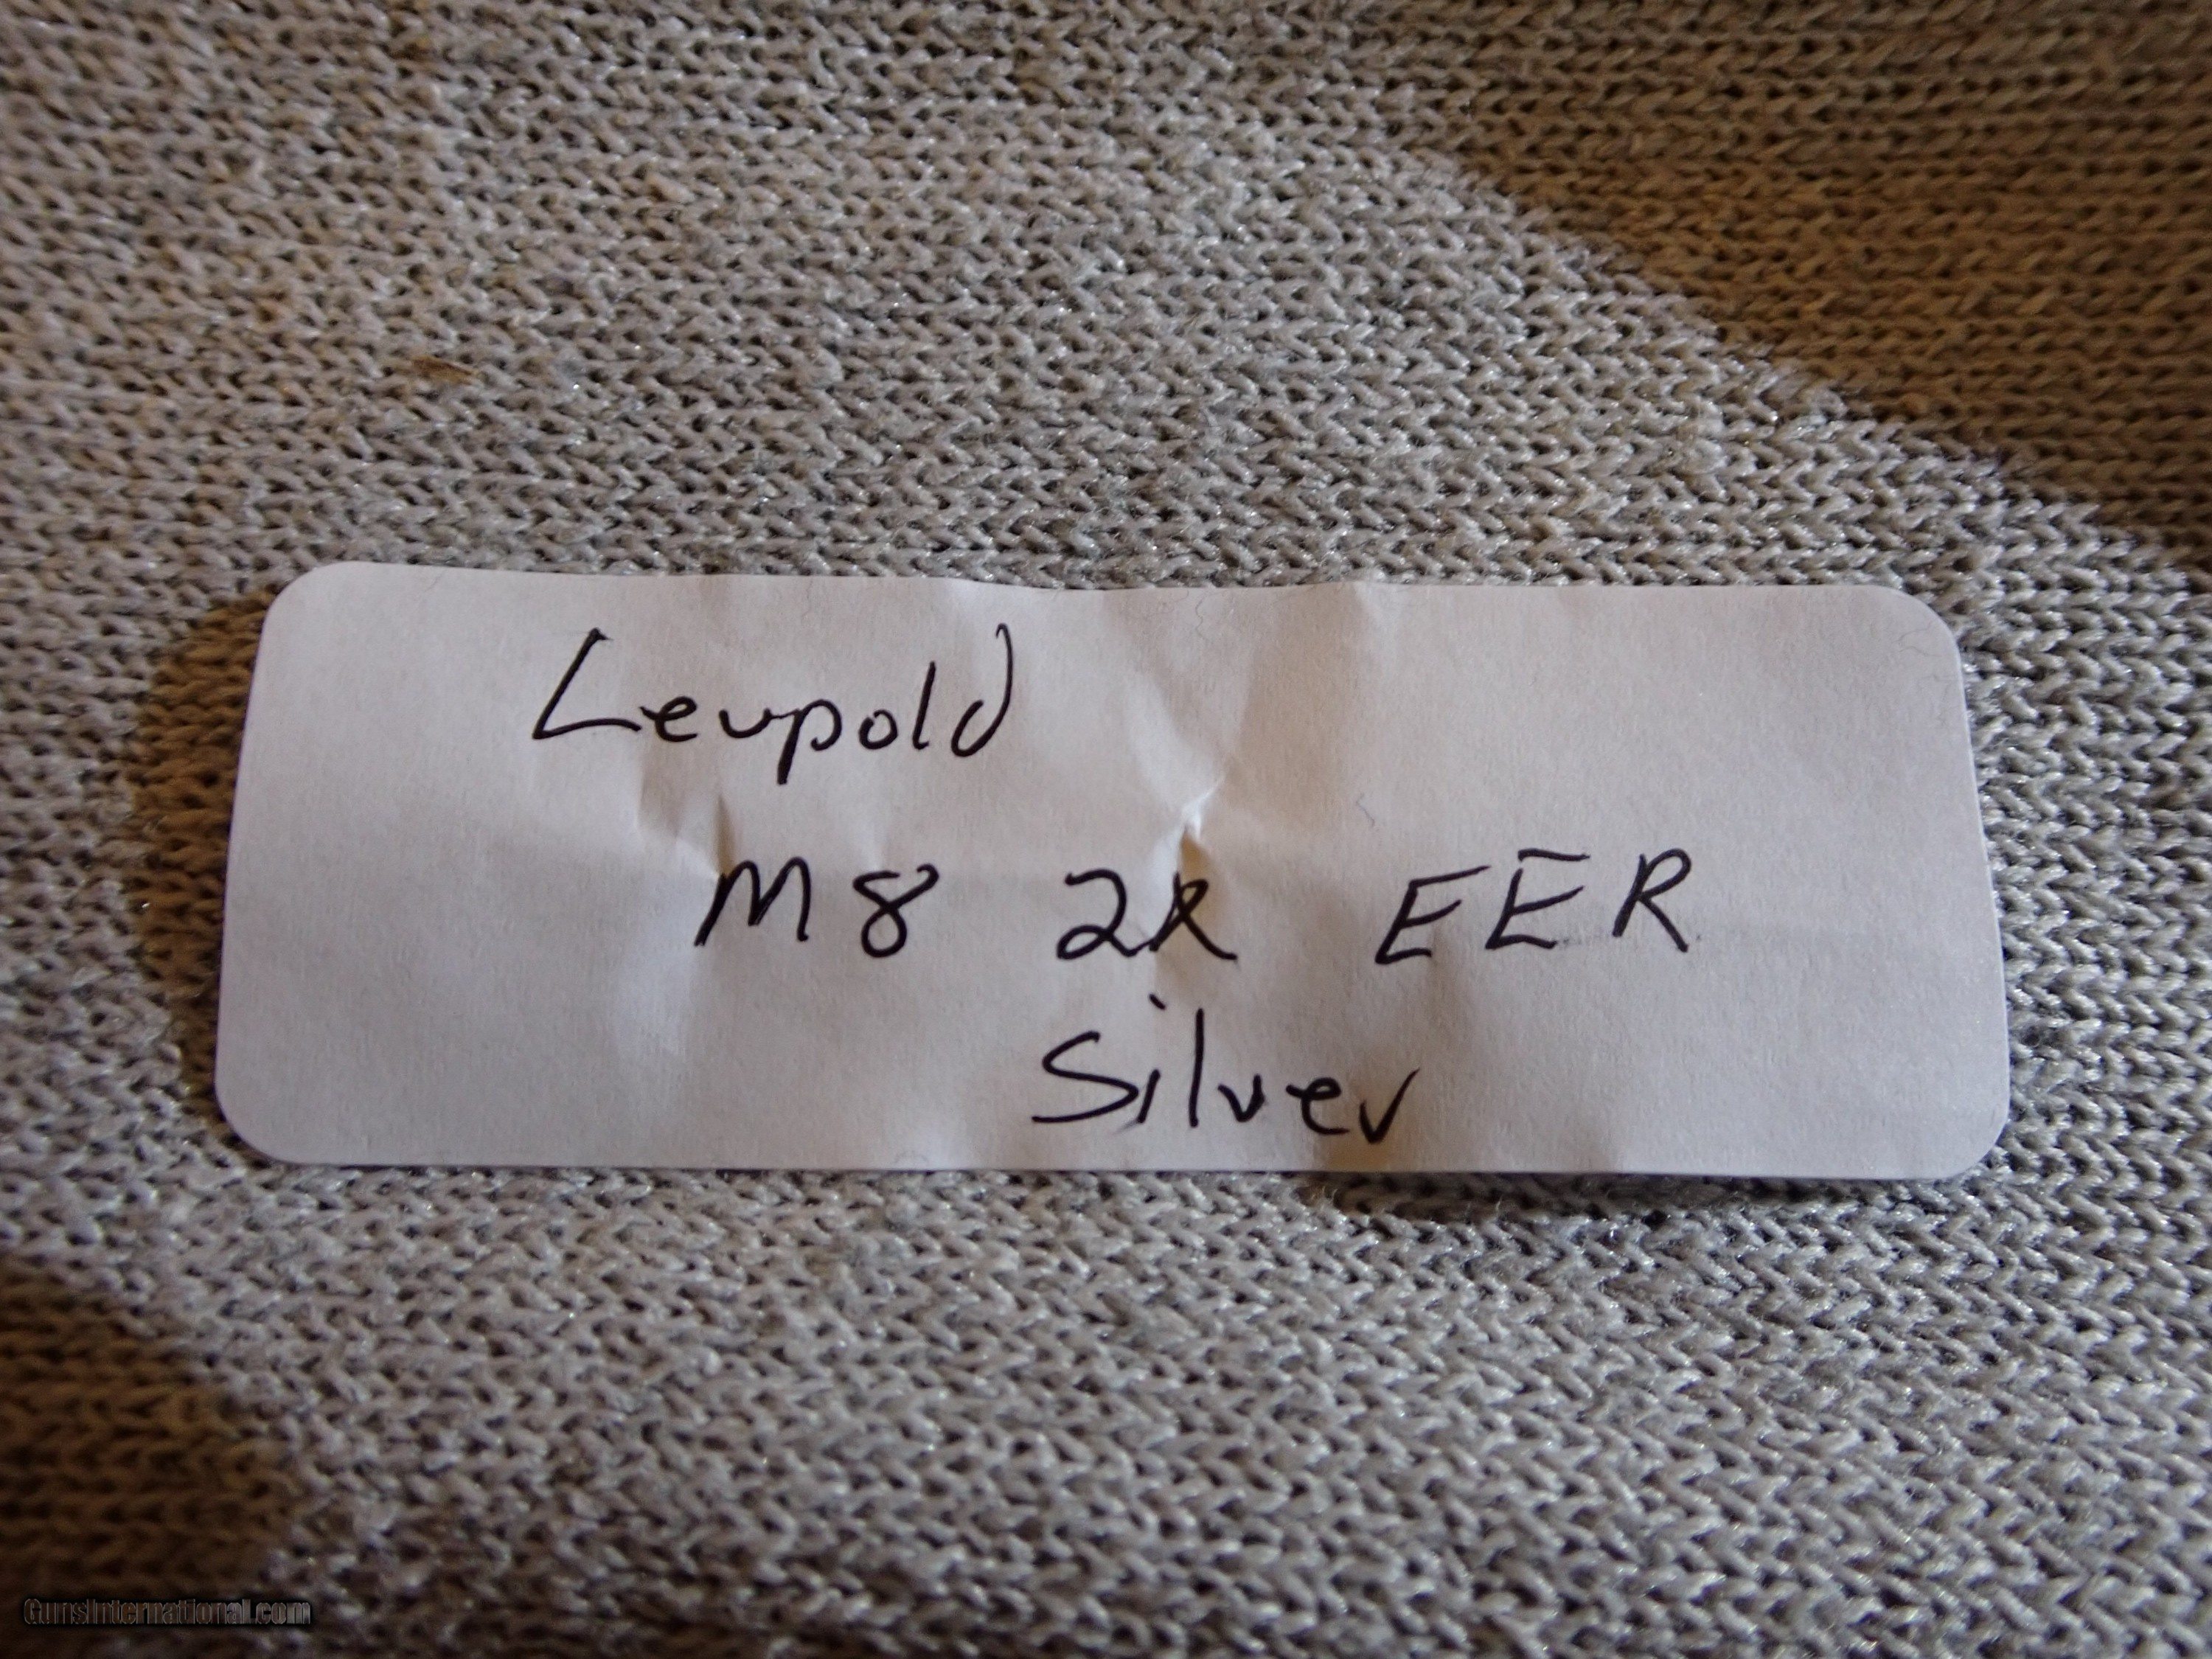 Leupold
M8 2X EER
Silver
GunsInternational.com